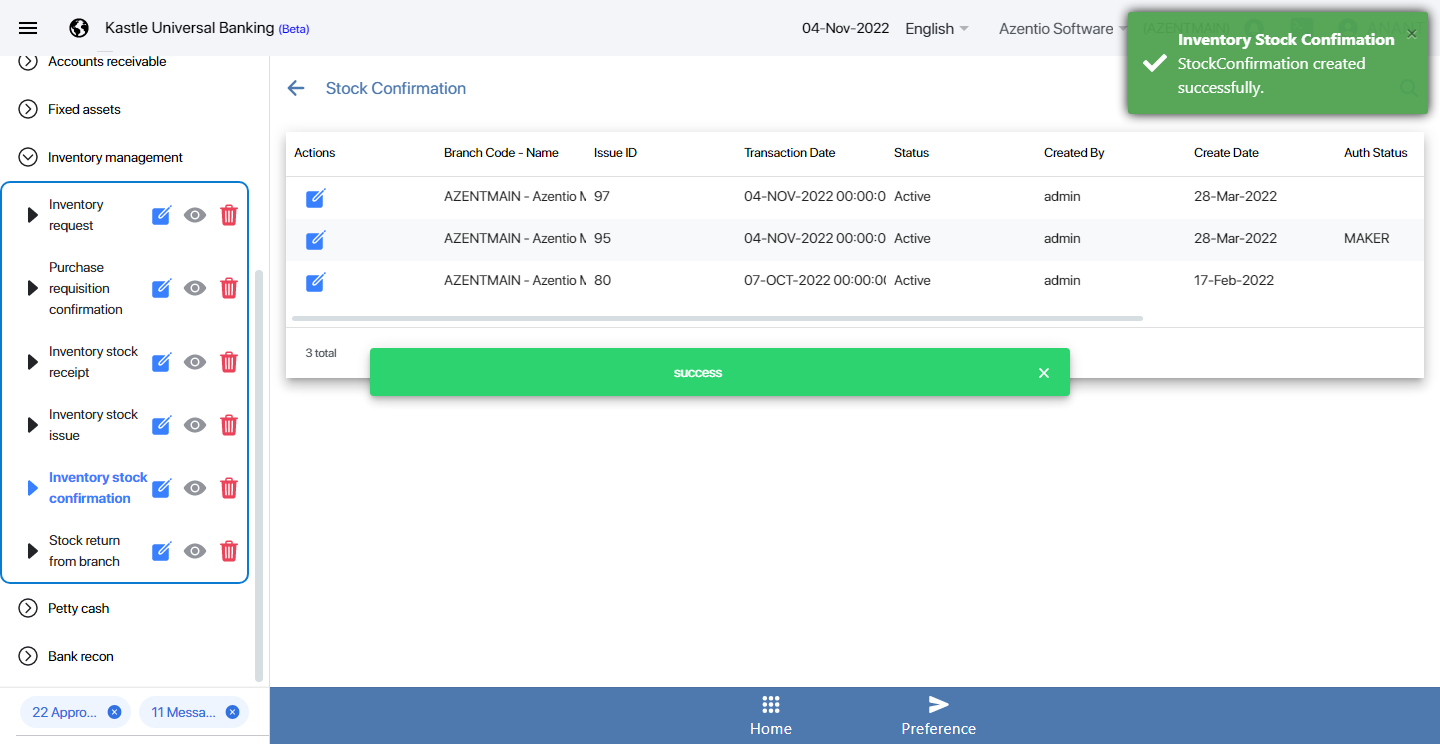 Kastle Universal Banking (Beta)
04-Nov-2022
English
Azentio Software
(AZENTMAIN)
Inventory Stock Confimation
StockConfirmation created
successfully.
Accounts receivable
Fixed assets
Inventory management
Inventory
request
Purchase
requisition
confirmation
Inventory stock
receipt
Inventory stock
issue
Inventory stock
confirmation
Stock return
from branch
Petty cash
Bank recon
22 Appro...
11 Messa...
Stock Confirmation
Actions Branch Code - Name Issue ID Transaction Date Status Created By Create Date Auth Status
AZENTMAIN - Azentio M 97 04-NOV-2022 00:00:0 Active admin 28-Mar-2022
AZENTMAIN - Azentio M 95 04-NOV-2022 00:00:0 Active admin 28-Mar-2022 MAKER
AZENTMAIN - Azentio M 80 07-OCT-2022 00:00:00 Active admin 17-Feb-2022
3 total
success
Home
Preference